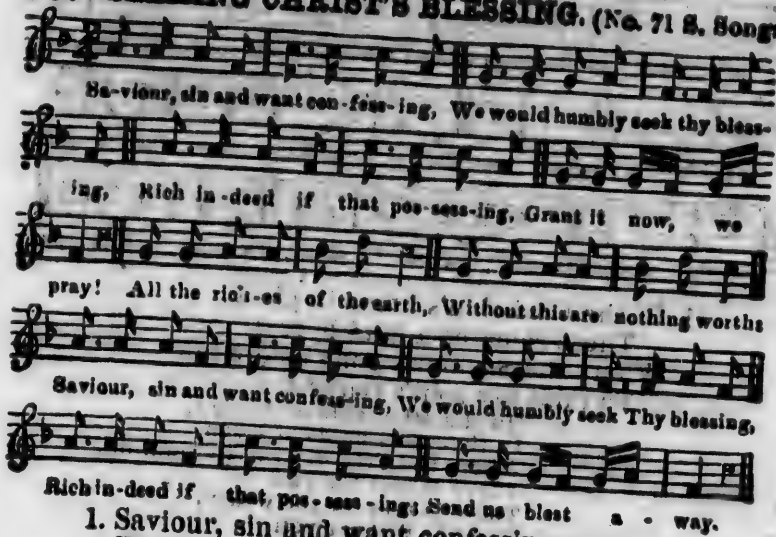 CHRIST'S BLESSING. (No. 71 S. Song
Sa-viour, sin and want con-fess-ing, We would humbly seek thy bless-
ing, Rich in-deed if that pos-sess-ing, Grant it now, we
pray! All the riches of the earth, Without this are nothing worth:
Saviour, sin and want confess-ing, We would humbly seek Thy blessing,
Rich in-deed if that pos-sess-ing; Send us blest a-way.
1. Saviour, sin and want